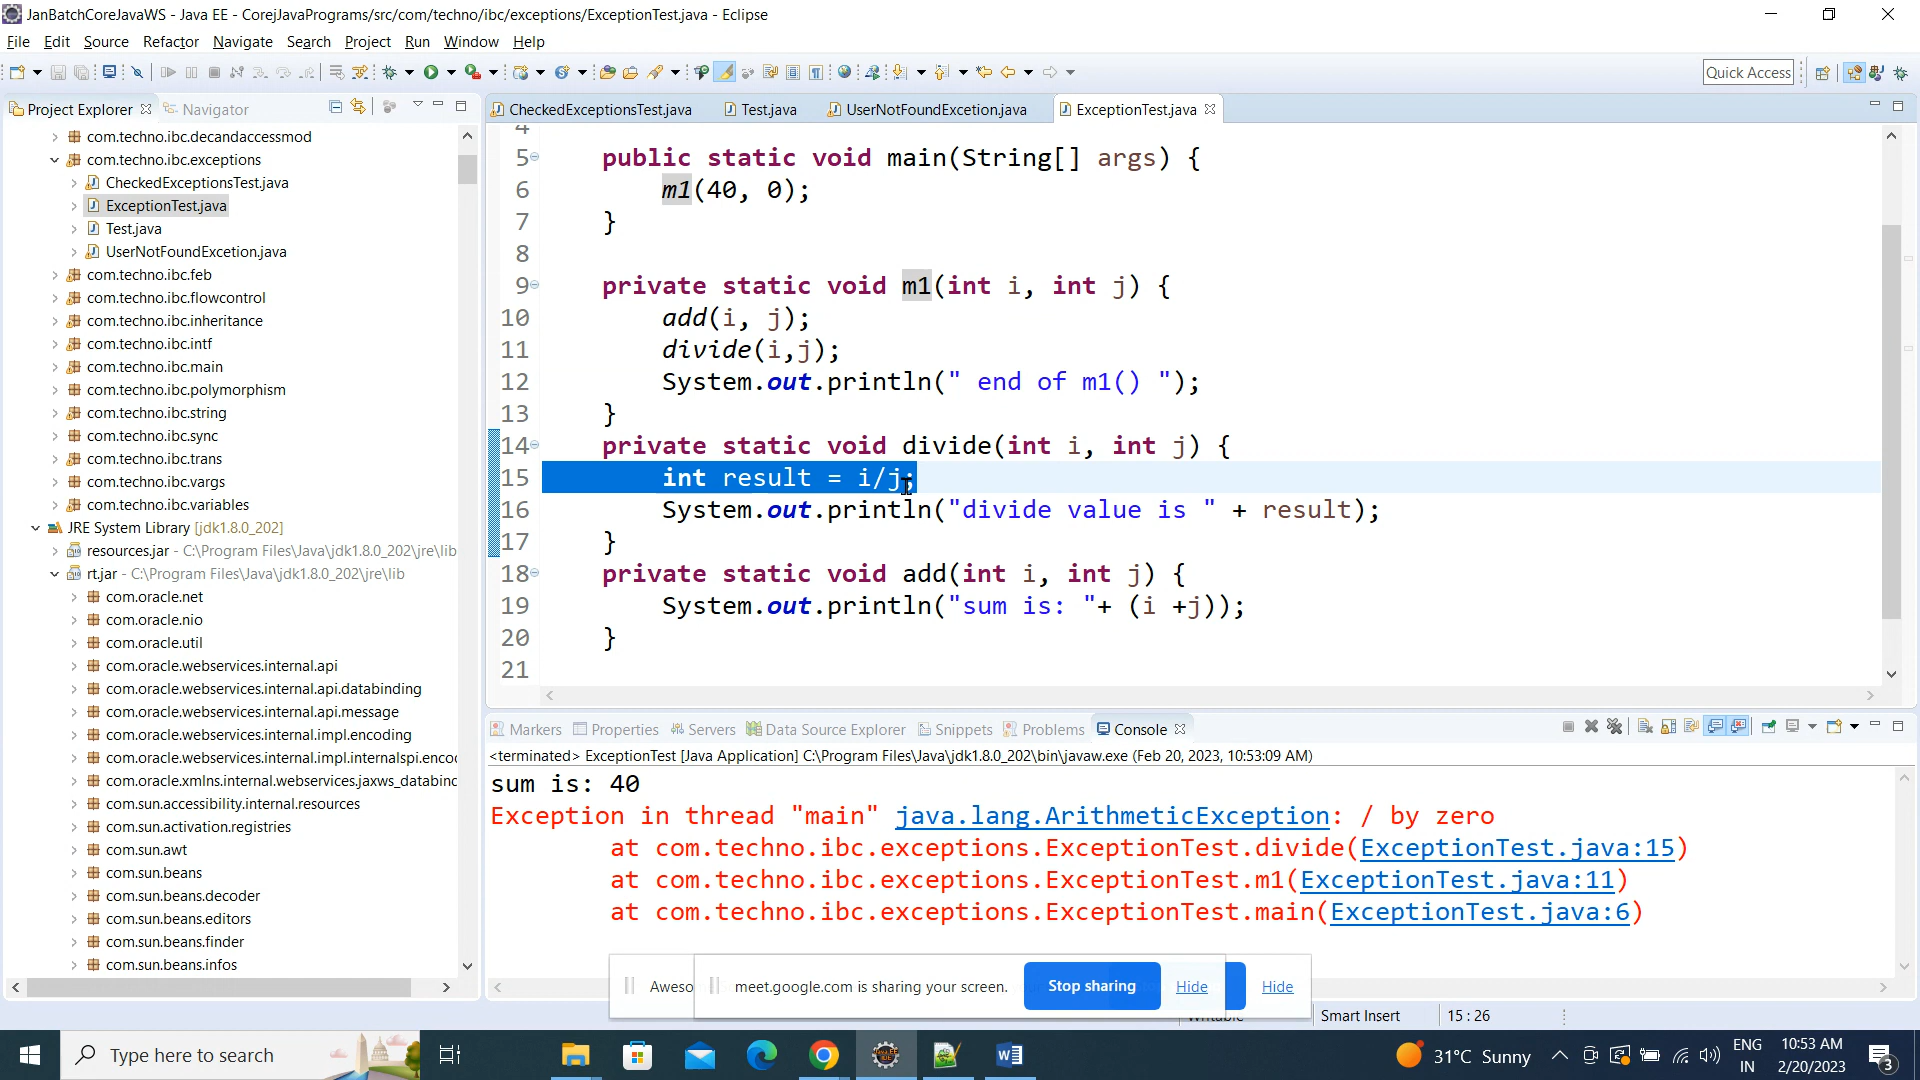 JanBatchCoreJavaWS - Java EE - CorejJavaPrograms/src/com/techno/ibc/exceptions/ExceptionTest.java - Eclipse
File Edit Source Refactor Navigate Search Project Run Window Help
Quick Access
Project Explorer Navigator
com.techno.ibc.decandaccessmod
com.techno.ibc.exceptions
CheckedExceptionsTest.java
ExceptionTest.java
Test.java
UserNotFoundExcetion.java
com.techno.ibc.feb
com.techno.ibc.flowcontrol
com.techno.ibc.inheritance
com.techno.ibc.intf
com.techno.ibc.main
com.techno.ibc.polymorphism
com.techno.ibc.string
com.techno.ibc.sync
com.techno.ibc.trans
com.techno.ibc.vargs
com.techno.ibc.variables
JRE System Library [jdk1.8.0_202]
resources.jar - C:\Program Files\Java\jdk1.8.0_202\jre\lib
rt.jar - C:\Program Files\Java\jdk1.8.0_202\jre\lib
com.oracle.net
com.oracle.nio
com.oracle.util
com.oracle.webservices.internal.api
com.oracle.webservices.internal.api.databinding
com.oracle.webservices.internal.api.message
com.oracle.webservices.internal.impl.encoding
com.oracle.webservices.internal.impl.internalspi.encod
com.oracle.xmlns.internal.webservices.jaxws_databind
com.sun.accessibility.internal.resources
com.sun.activation.registries
com.sun.awt
com.sun.beans
com.sun.beans.decoder
com.sun.beans.editors
com.sun.beans.finder
com.sun.beans.infos
CheckedExceptionsTest.java Test.java UserNotFoundExcetion.java ExceptionTest.java
4
5 public static void main(String[] args) {
6 m1(40, 0);
7 }
8
9 private static void m1(int i, int j) {
10 add(i, j);
11 divide(i,j);
12 System.out.println(" end of m1() ");
13 }
14 private static void divide(int i, int j) {
15 int result = i/j;
16 System.out.println("divide value is " + result);
17 }
18 private static void add(int i, int j) {
19 System.out.println("sum is: "+ (i +j));
20 }
21
Markers Properties Servers Data Source Explorer Snippets Problems Console
<terminated> ExceptionTest [Java Application] C:\Program Files\Java\jdk1.8.0_202\bin\javaw.exe (Feb 20, 2023, 10:53:09 AM)
sum is: 40
Exception in thread "main" java.lang.ArithmeticException: / by zero
at com.techno.ibc.exceptions.ExceptionTest.divide(ExceptionTest.java:15)
at com.techno.ibc.exceptions.ExceptionTest.m1(ExceptionTest.java:11)
at com.techno.ibc.exceptions.ExceptionTest.main(ExceptionTest.java:6)
Aweso meet.google.com is sharing your screen. Stop sharing Hide Hide
Writable Smart Insert 15 : 26
Type here to search
31°C Sunny
ENG
IN
10:53 AM
2/20/2023
3